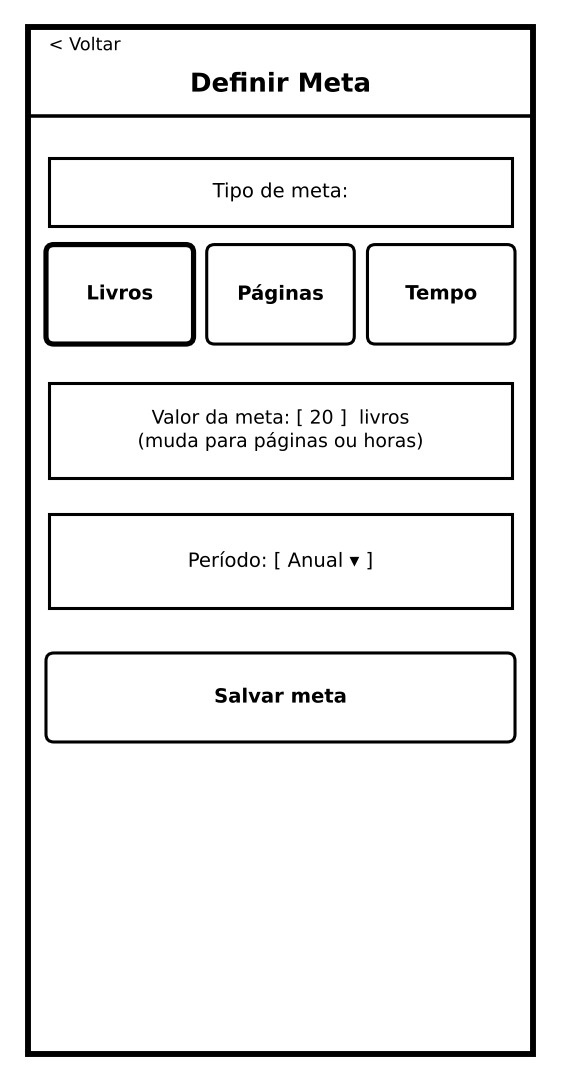 < Voltar
Definir Meta
Tipo de meta:
Livros
Páginas
Tempo
Valor da meta: [ 20 ]  livros
(muda para páginas ou horas)
Período: [ Anual ▾ ]
Salvar meta